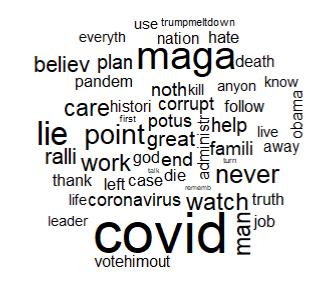 use trumpmeltdown
everyth nation hate
maga
believ plan death
pandem noth kill anyon know
care histori corrupt follow
first potus obama
lie point great help live
administr
ralli god end famili away
work talk turn
case die never
thank left rememb
life coronavirus watch truth
leader covid man job
votehimout